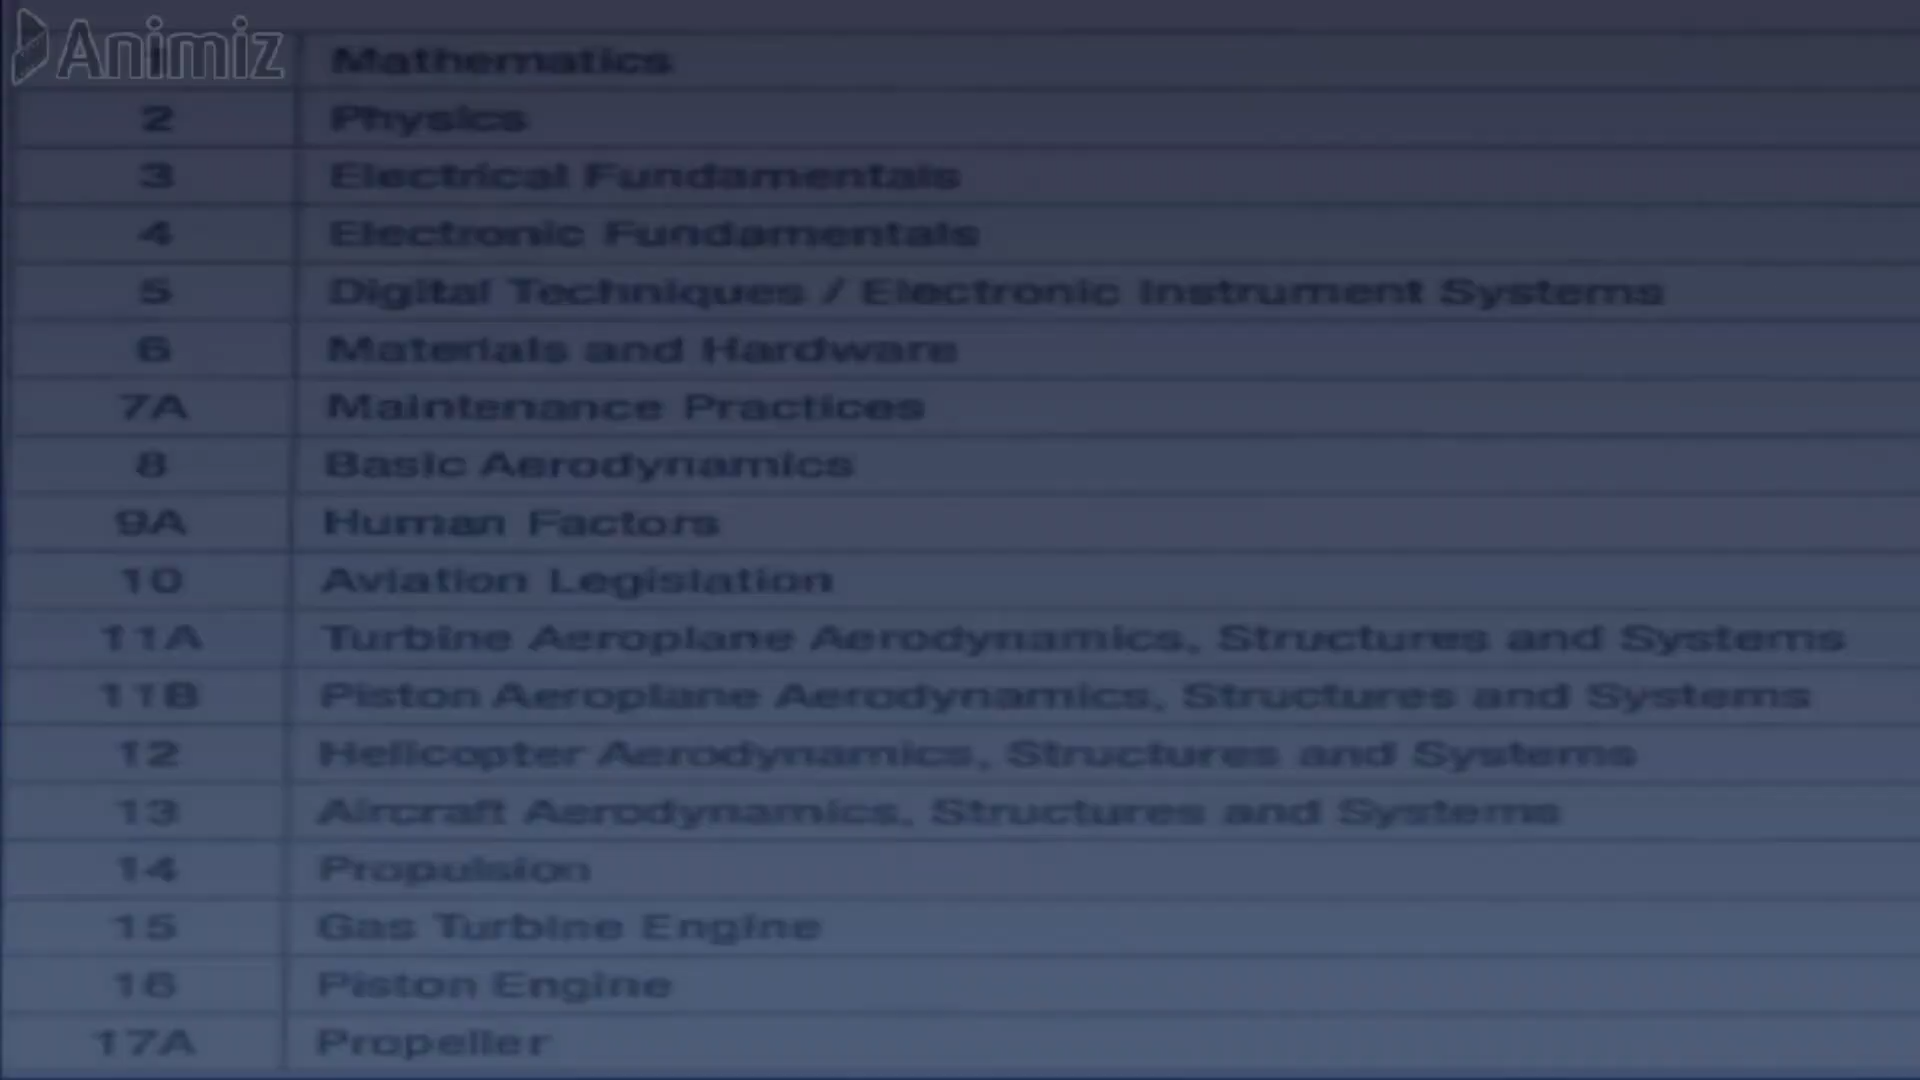 Animiz
1 Mathematics
2 Physics
3 Electrical Fundamentals
4 Electronic Fundamentals
5 Digital Techniques / Electronic Instrument Systems
6 Materials and Hardware
7A Maintenance Practices
8 Basic Aerodynamics
9A Human Factors
10 Aviation Legislation
11A Turbine Aeroplane Aerodynamics, Structures and Systems
11B Piston Aeroplane Aerodynamics, Structures and Systems
12 Helicopter Aerodynamics, Structures and Systems
13 Aircraft Aerodynamics, Structures and Systems
14 Propulsion
15 Gas Turbine Engine
16 Piston Engine
17A Propeller